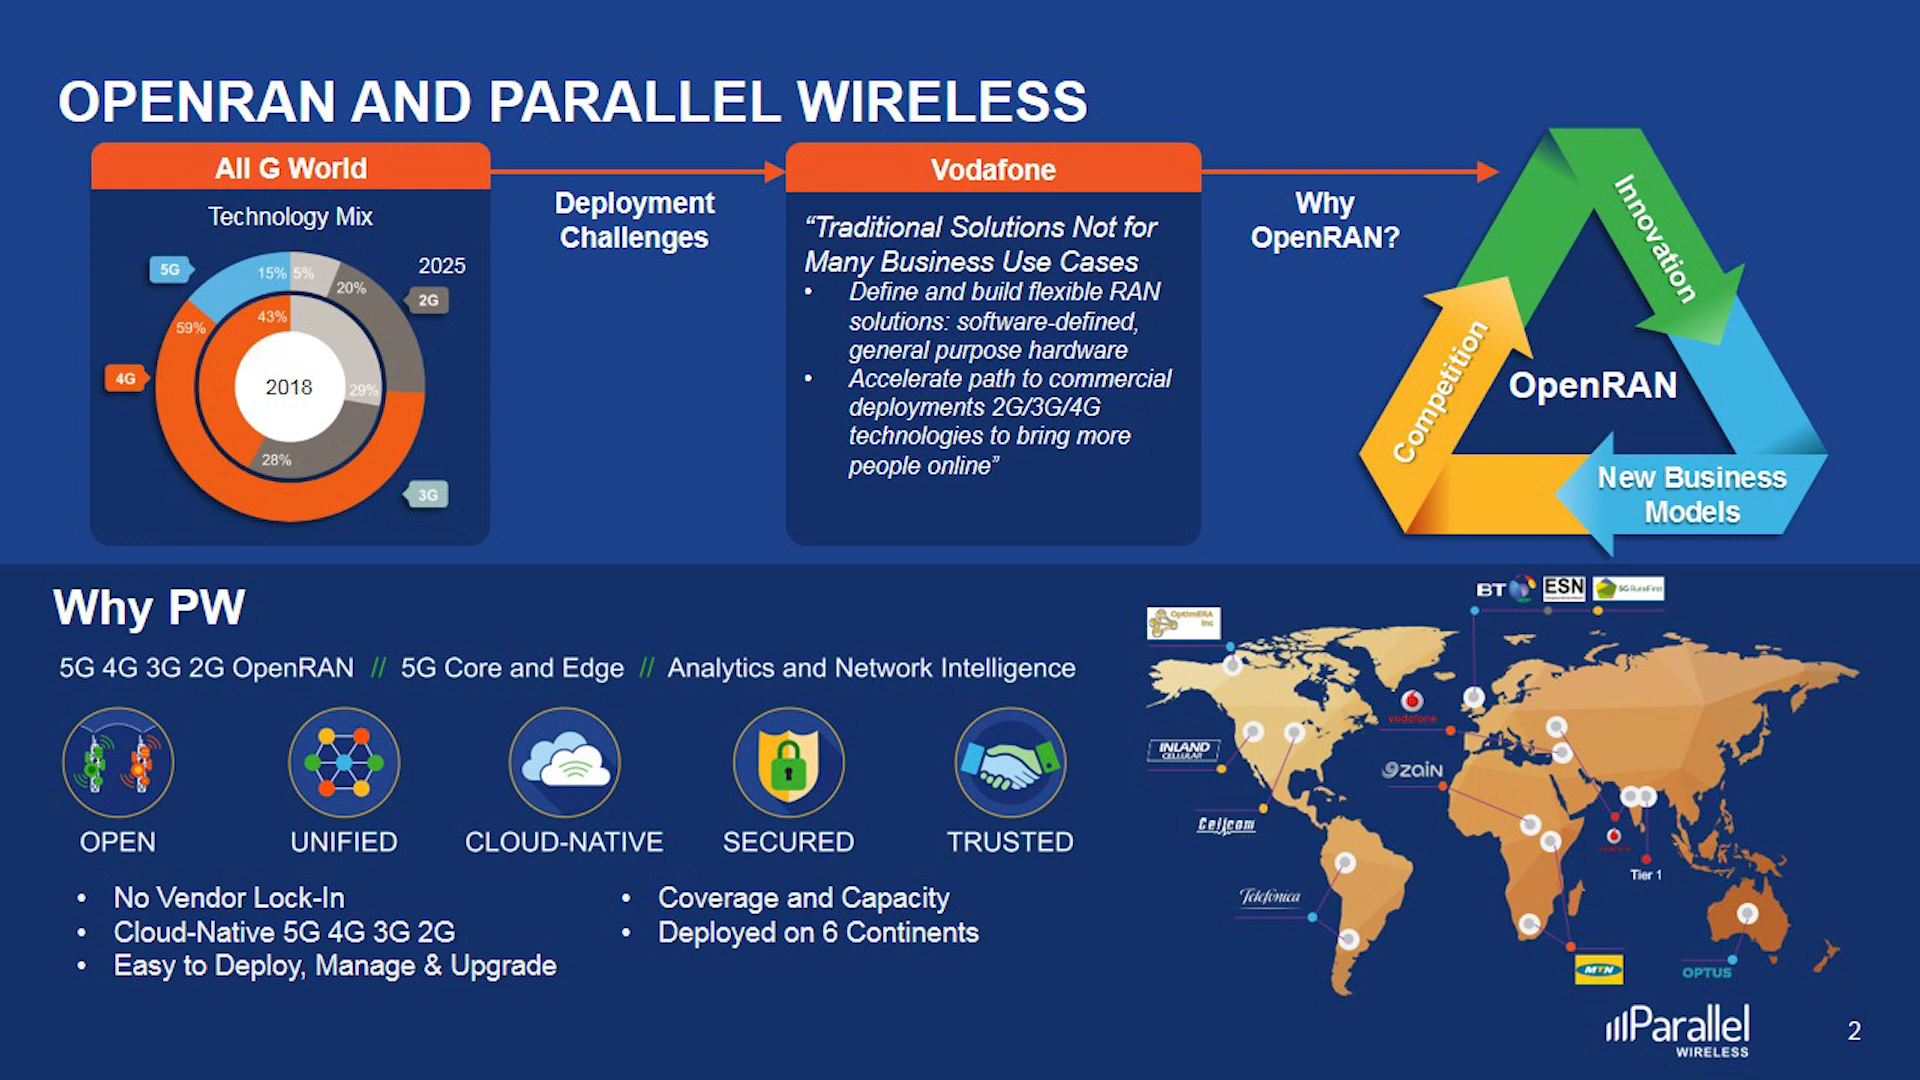 OPENRAN AND PARALLEL WIRELESS
All G World
Technology Mix
2025
5G
15%
5%
20%
2G
59%
43%
4G
2018
29%
28%
3G
Deployment
Challenges
Vodafone
“Traditional Solutions Not for
Many Business Use Cases
• Define and build flexible RAN
solutions: software-defined,
general purpose hardware
• Accelerate path to commercial
deployments 2G/3G/4G
technologies to bring more
people online”
Why
OpenRAN?
Innovation
Competition
OpenRAN
New Business
Models
Why PW
5G 4G 3G 2G OpenRAN // 5G Core and Edge // Analytics and Network Intelligence
OPEN
UNIFIED
CLOUD-NATIVE
SECURED
TRUSTED
• No Vendor Lock-In
• Cloud-Native 5G 4G 3G 2G
• Easy to Deploy, Manage & Upgrade
• Coverage and Capacity
• Deployed on 6 Continents
BT
ESN
5G RuralFirst
OptimERA
Inc
vodafone
INLAND
CELLULAR
zain
Cellcom
Tier 1
Telefónica
MTN
OPTUS
Parallel
WIRELESS
2